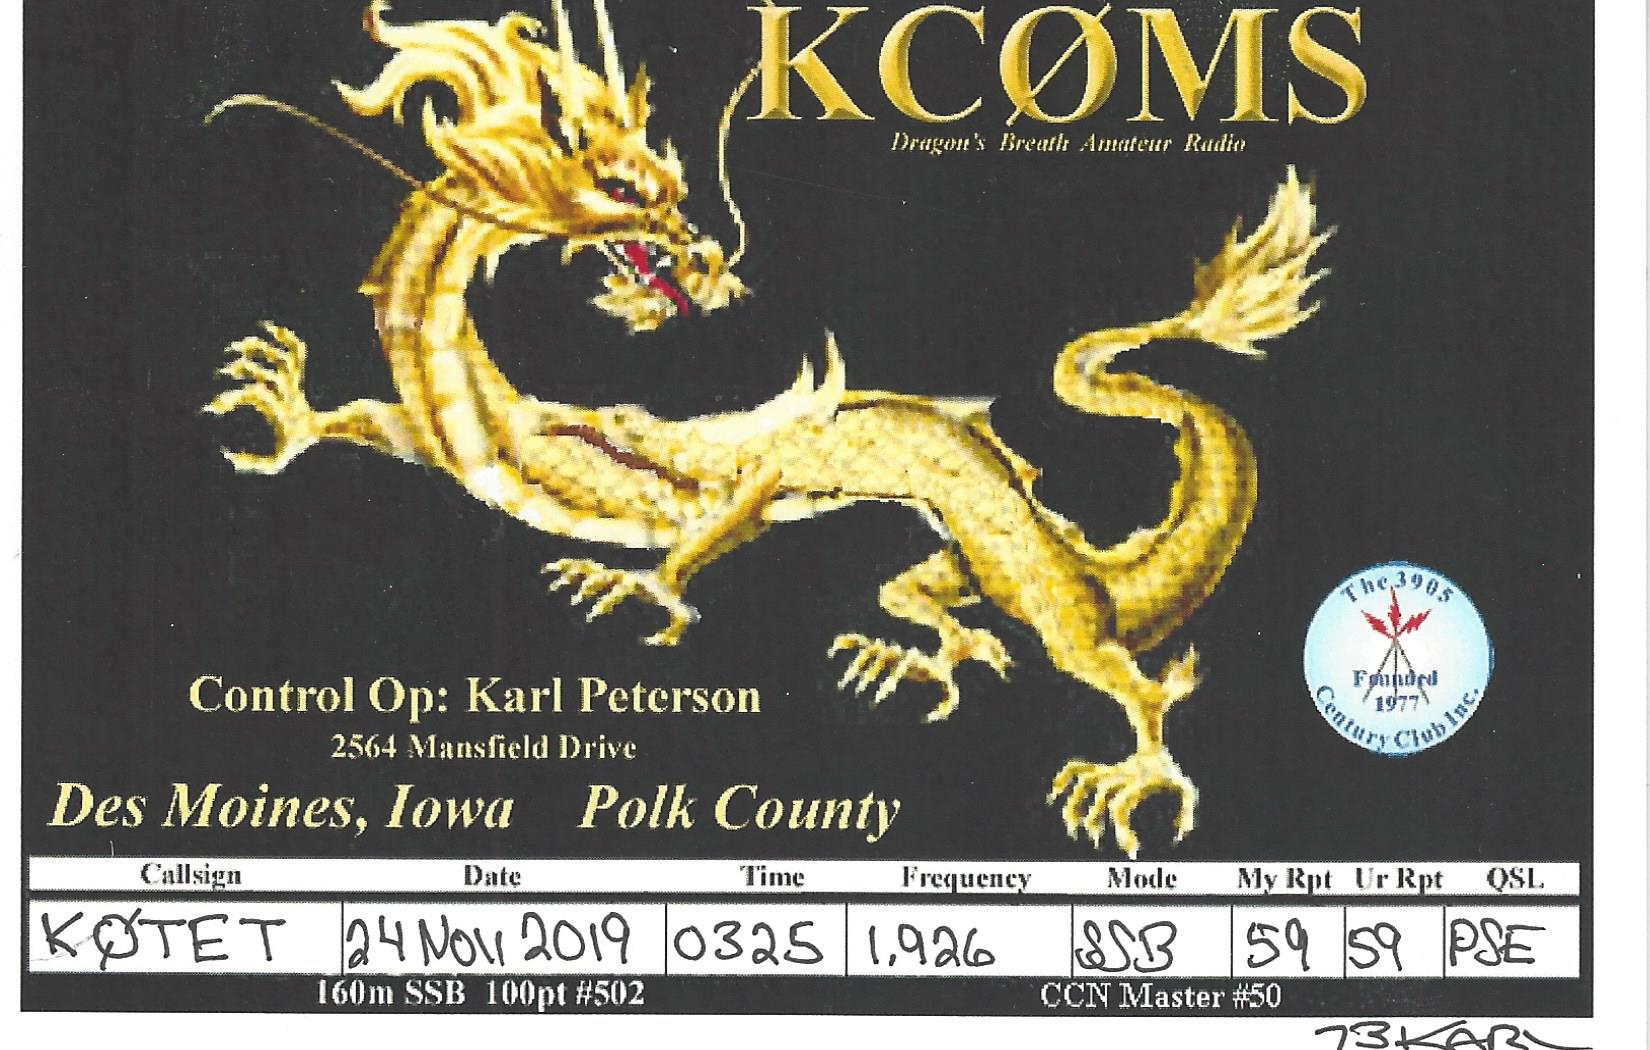 KCØMS
Dragon's Breath Amateur Radio
The 3905
Founded
1977
Century Club Inc.
Control Op: Karl Peterson
2564 Mansfield Drive
Des Moines, Iowa Polk County
Callsign Date Time Frequency Mode My Rpt Ur Rpt QSL
KØTET 24 Nov 2019 0325 1.926 SSB 59 59 PSE
160m SSB 100pt #502 CCN Master #50
73 KARL